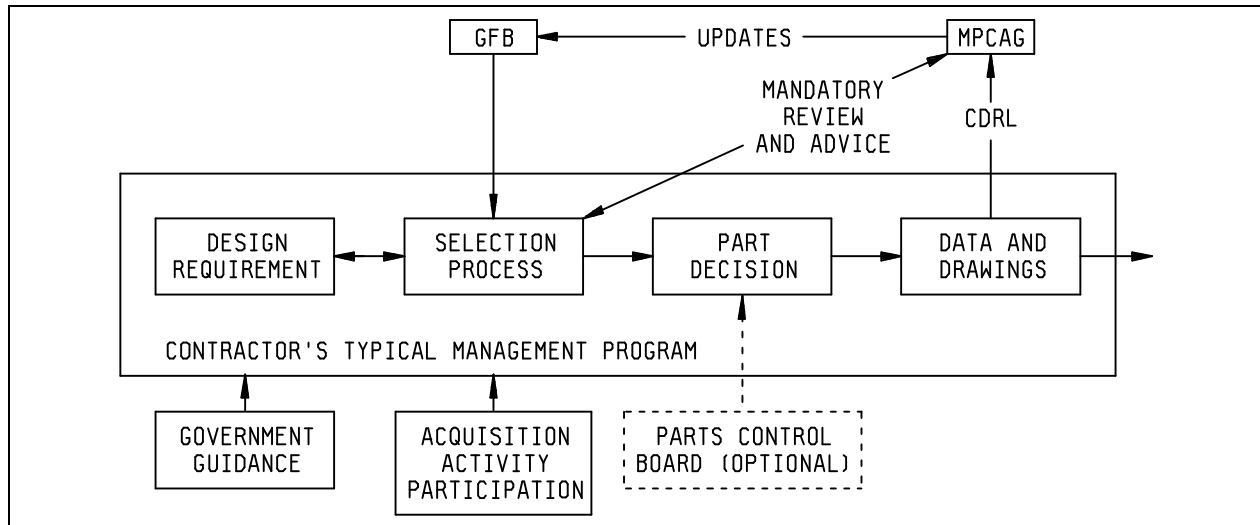 GFB
UPDATES
MPCAG
MANDATORY
REVIEW
AND ADVICE
CDRL
DESIGN
REQUIREMENT
SELECTION
PROCESS
PART
DECISION
DATA AND
DRAWINGS
CONTRACTOR'S TYPICAL MANAGEMENT PROGRAM
GOVERNMENT
GUIDANCE
ACQUISITION
ACTIVITY
PARTICIPATION
PARTS CONTROL
BOARD (OPTIONAL)